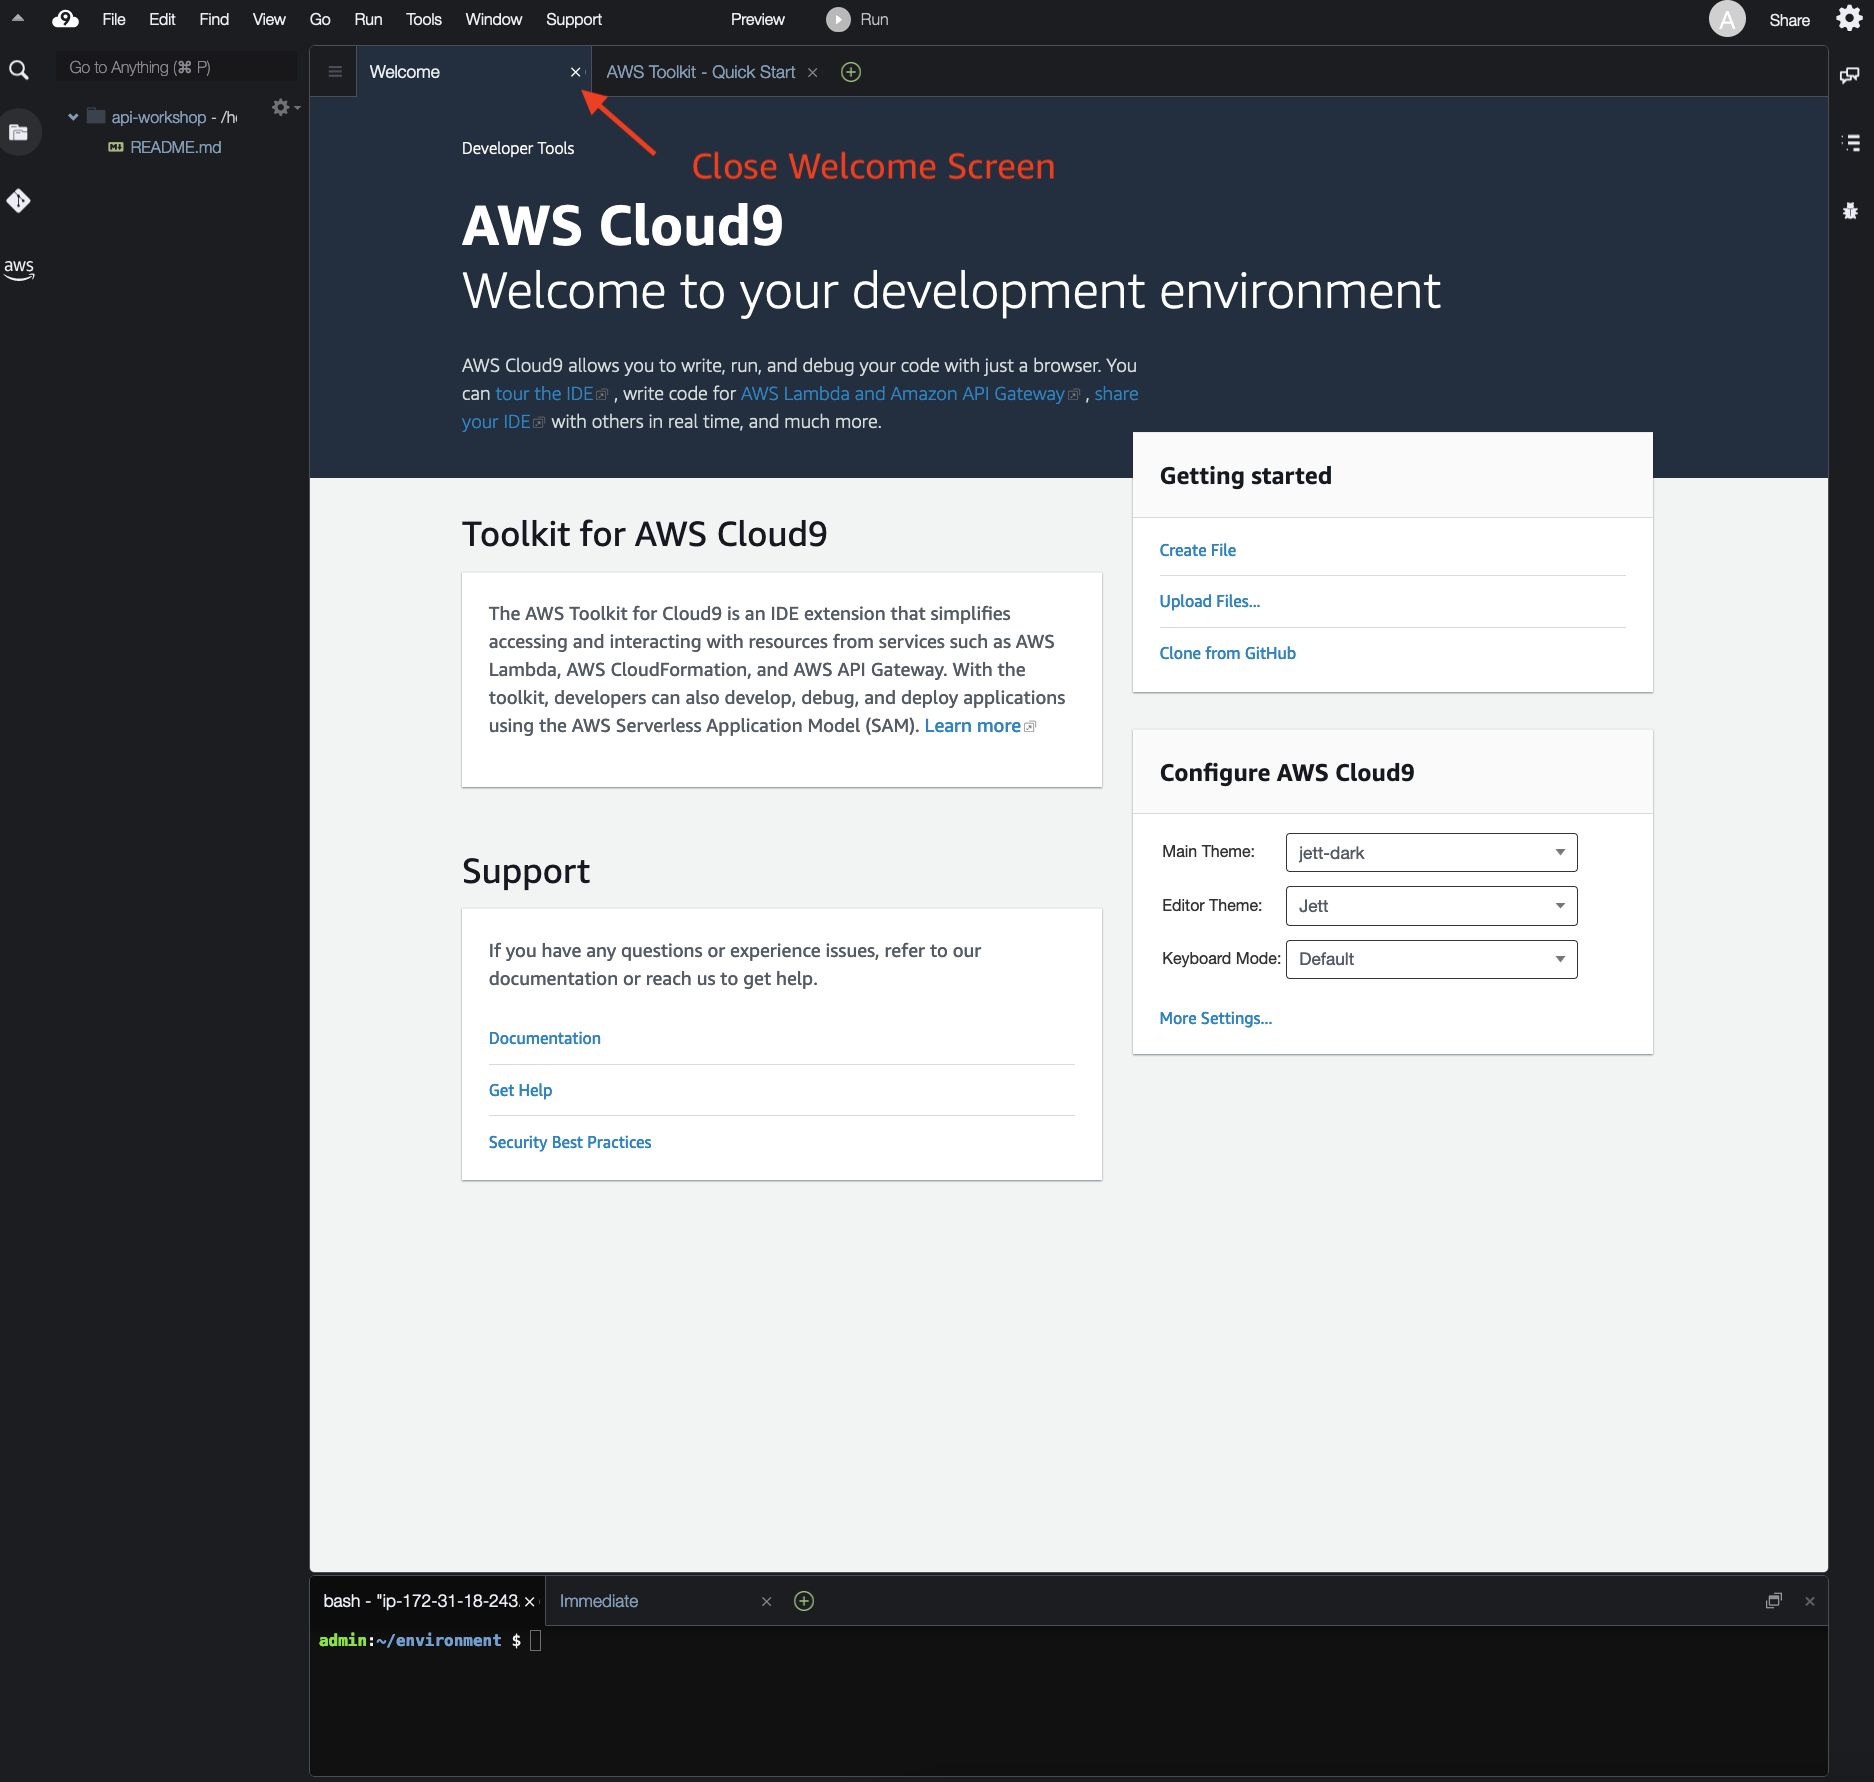 File Edit Find View Go Run Tools Window Support Preview Run A Share
Go to Anything (⌘ P)
Welcome
AWS Toolkit - Quick Start
api-workshop - /h
README.md
aws
Close Welcome Screen
Developer Tools
AWS Cloud9
Welcome to your development environment
AWS Cloud9 allows you to write, run, and debug your code with just a browser. You
can tour the IDE , write code for AWS Lambda and Amazon API Gateway , share
your IDE with others in real time, and much more.
Toolkit for AWS Cloud9
The AWS Toolkit for Cloud9 is an IDE extension that simplifies
accessing and interacting with resources from services such as AWS
Lambda, AWS CloudFormation, and AWS API Gateway. With the
toolkit, developers can also develop, debug, and deploy applications
using the AWS Serverless Application Model (SAM). Learn more
Support
If you have any questions or experience issues, refer to our
documentation or reach us to get help.
Documentation
Get Help
Security Best Practices
Getting started
Create File
Upload Files...
Clone from GitHub
Configure AWS Cloud9
Main Theme: jett-dark
Editor Theme: Jett
Keyboard Mode: Default
More Settings...
bash - "ip-172-31-18-243.
Immediate
admin:~/environment $